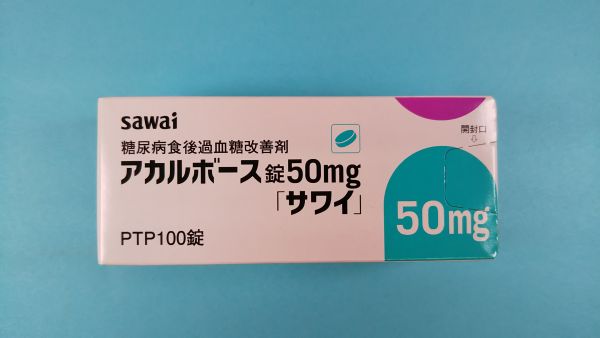 sawai
糖尿病食後過血糖改善剤
アカルボース錠50mg
「サワイ」
PTP100錠
開封口
⇩
50mg